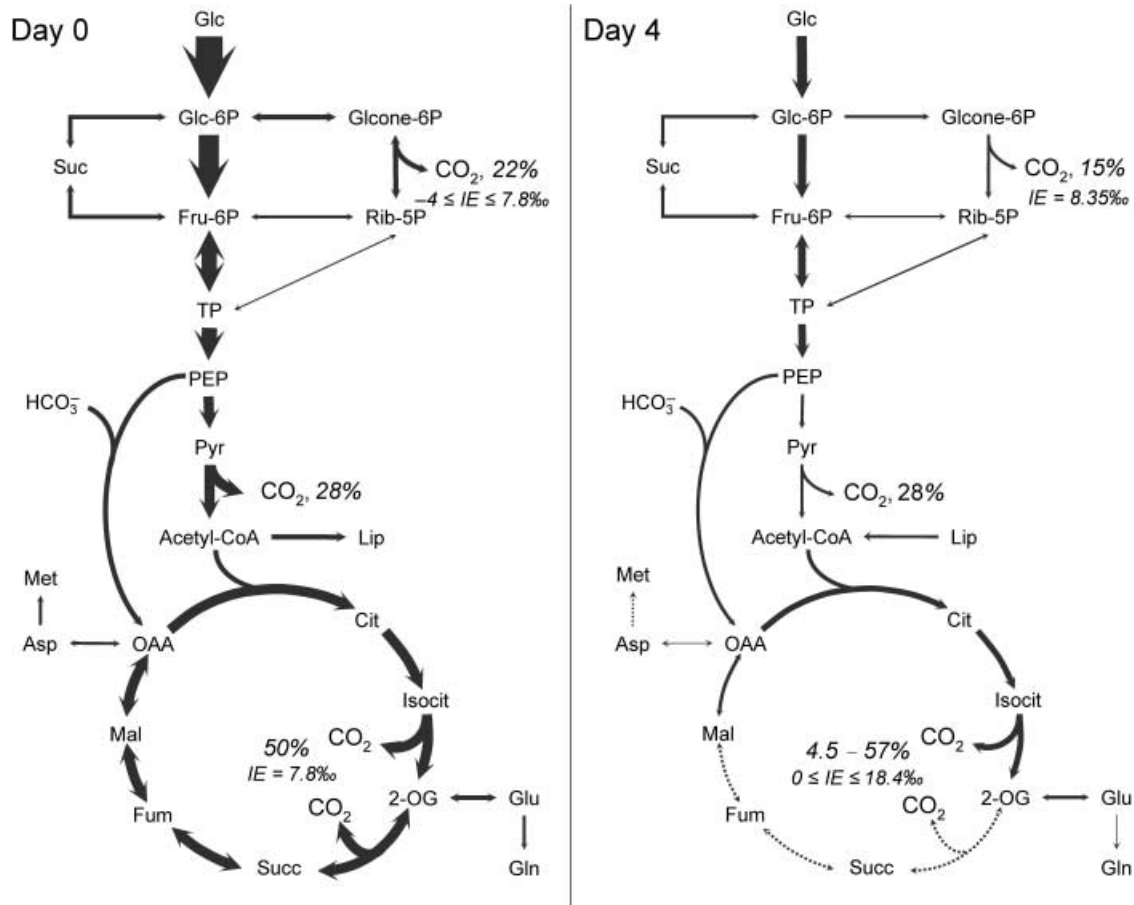 Day 0
Glc
Glc-6P
Glcone-6P
Suc
CO₂, 22%
−4 ≤ IE ≤ 7.8‰
Fru-6P
Rib-5P
TP
PEP
HCO₃⁻
Pyr
CO₂, 28%
Acetyl-CoA
Lip
Met
Cit
Asp
OAA
Isocit
Mal
50%
CO₂
IE = 7.8‰
CO₂
2-OG
Glu
Fum
Succ
Gln
Day 4
Glc
Glc-6P
Glcone-6P
Suc
CO₂, 15%
IE = 8.35‰
Fru-6P
Rib-5P
TP
PEP
HCO₃⁻
Pyr
CO₂, 28%
Acetyl-CoA
Lip
Met
Cit
Asp
OAA
Isocit
Mal
CO₂
4.5 – 57%
0 ≤ IE ≤ 18.4‰
CO₂
2-OG
Glu
Fum
Succ
Gln